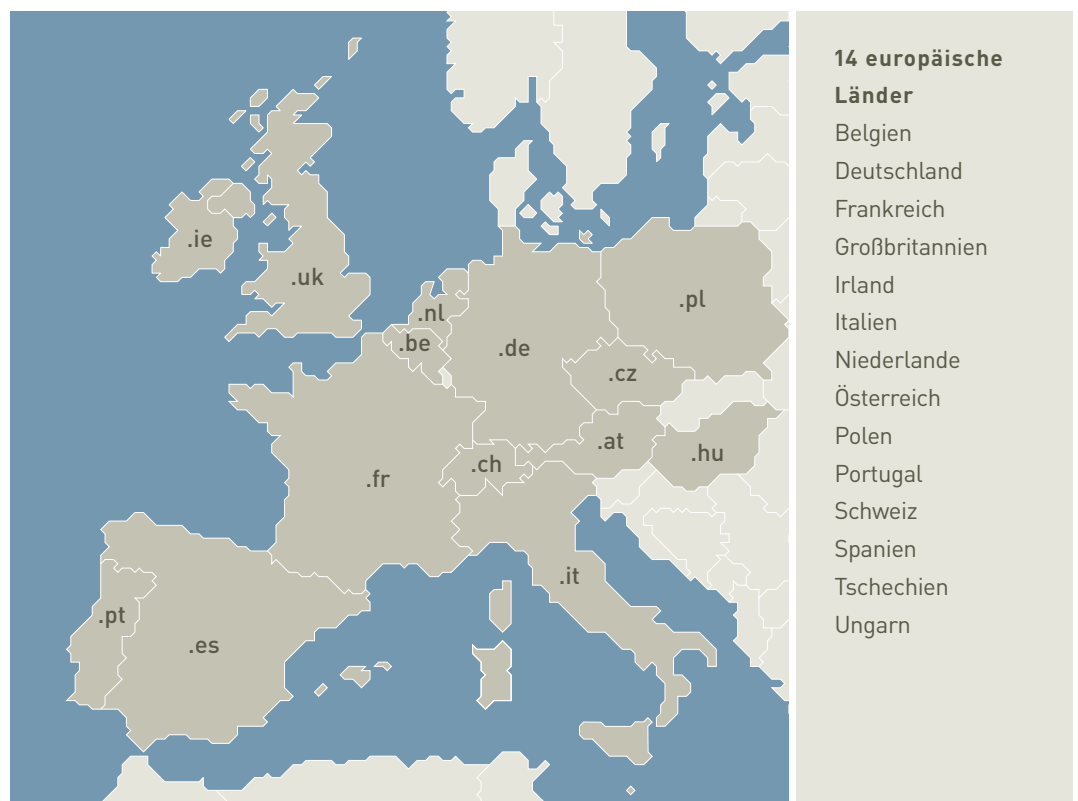 .ie
.uk
.nl
.be
.de
.pl
.cz
.at
.hu
.ch
.fr
.it
.pt
.es
14 europäische
Länder
Belgien
Deutschland
Frankreich
Großbritannien
Irland
Italien
Niederlande
Österreich
Polen
Portugal
Schweiz
Spanien
Tschechien
Ungarn